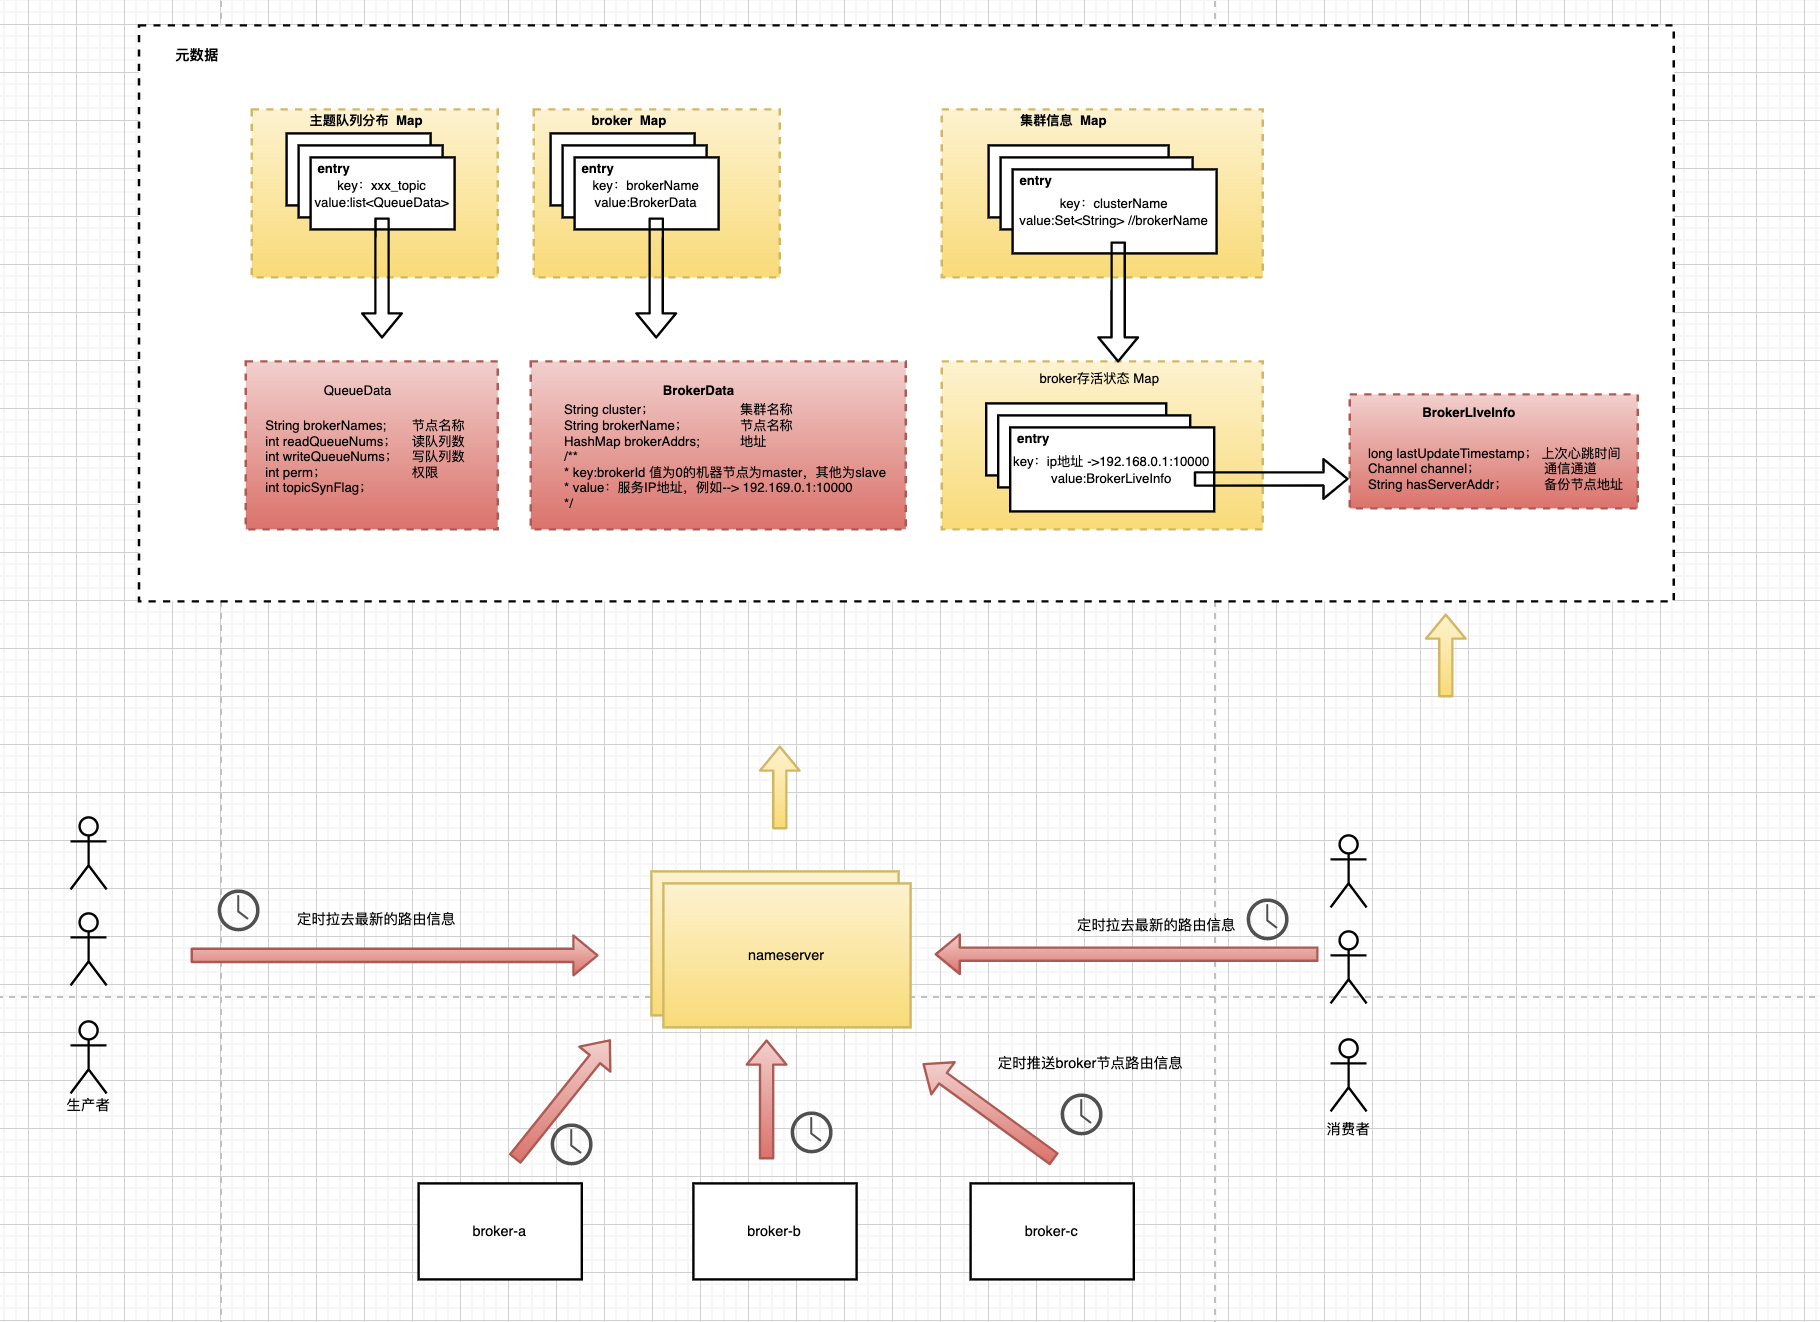 元数据
主题队列分布  Map
entry
key：xxx_topic
value:list<QueueData>
broker  Map
entry
key：brokerName
value:BrokerData
集群信息  Map
entry
key：clusterName
value:Set<String> //brokerName
QueueData
String brokerNames;  节点名称
int readQueueNums；  读队列数
int writeQueueNums；  写队列数
int perm；  权限
int topicSynFlag；
BrokerData
String cluster；  集群名称
String brokerName；  节点名称
HashMap brokerAddrs;  地址
/**
* key:brokerId 值为0的机器节点为master，其他为slave
* value：服务IP地址，例如--> 192.169.0.1:10000
*/
broker存活状态 Map
entry
key：ip地址 ->192.168.0.1:10000
value:BrokerLiveInfo
BrokerLIveInfo
long lastUpdateTimestamp；  上次心跳时间
Channel channel；  通信通道
String hasServerAddr；  备份节点地址
定时拉去最新的路由信息
nameserver
定时拉去最新的路由信息
定时推送broker节点路由信息
生产者
消费者
broker-a
broker-b
broker-c